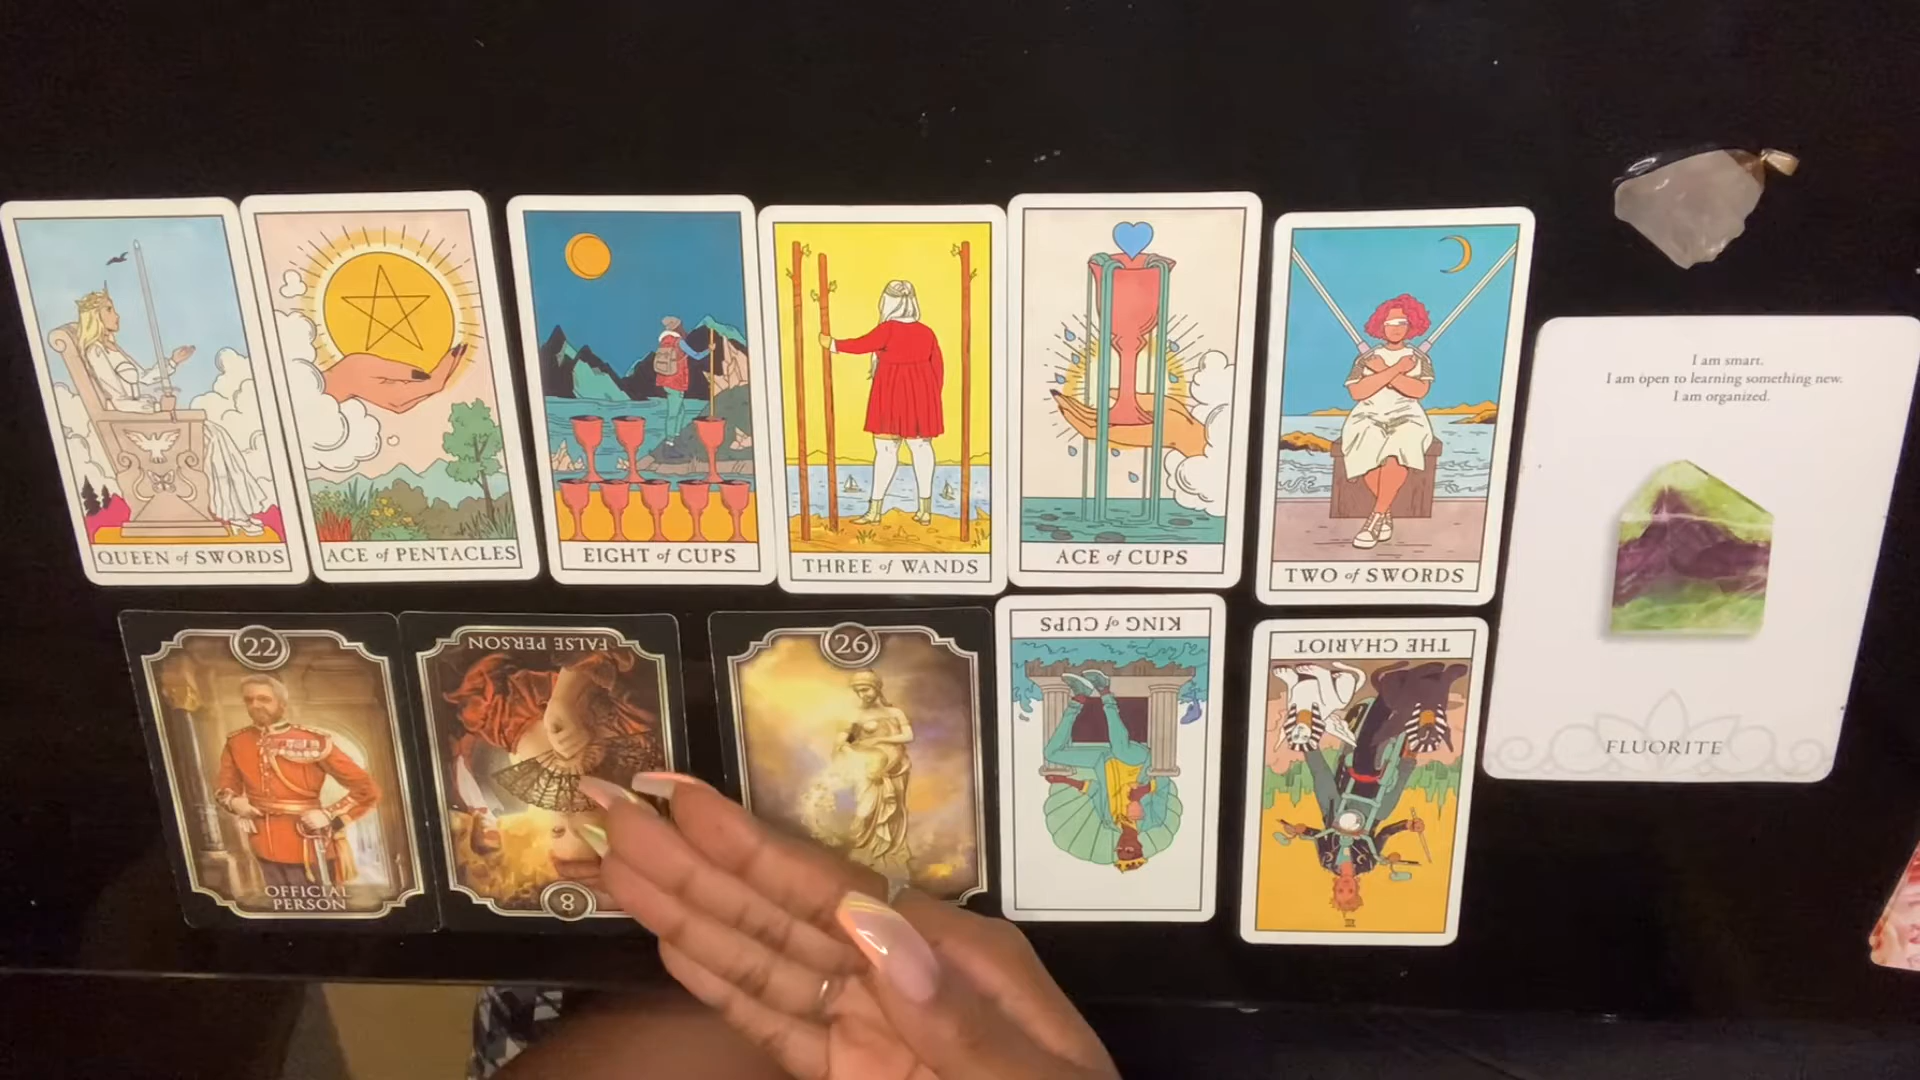 QUEEN of SWORDS
ACE of PENTACLES
EIGHT of CUPS
THREE of WANDS
ACE of CUPS
TWO of SWORDS
I am smart.
I am open to learning something new.
I am organized.
FLUORITE
22
OFFICIAL
PERSON
FALSE PERSON
8
26
KING of CUPS
THE CHARIOT
VII